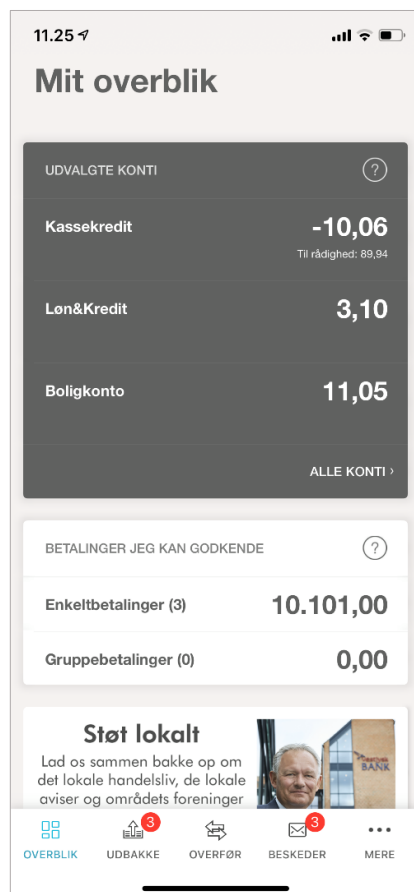 11.25
Mit overblik
UDVALGTE KONTI
?
Kassekredit
-10,06
Til rådighed: 89,94
Løn&Kredit
3,10
Boligkonto
11,05
ALLE KONTI ›
BETALINGER JEG KAN GODKENDE
?
Enkeltbetalinger (3)
10.101,00
Gruppebetalinger (0)
0,00
Støt lokalt
Lad os sammen bakke op om
det lokale handelsliv, de lokale
aviser og områdets foreninger
BANK
3
3
OVERBLIK
UDBAKKE
OVERFØR
BESKEDER
MERE